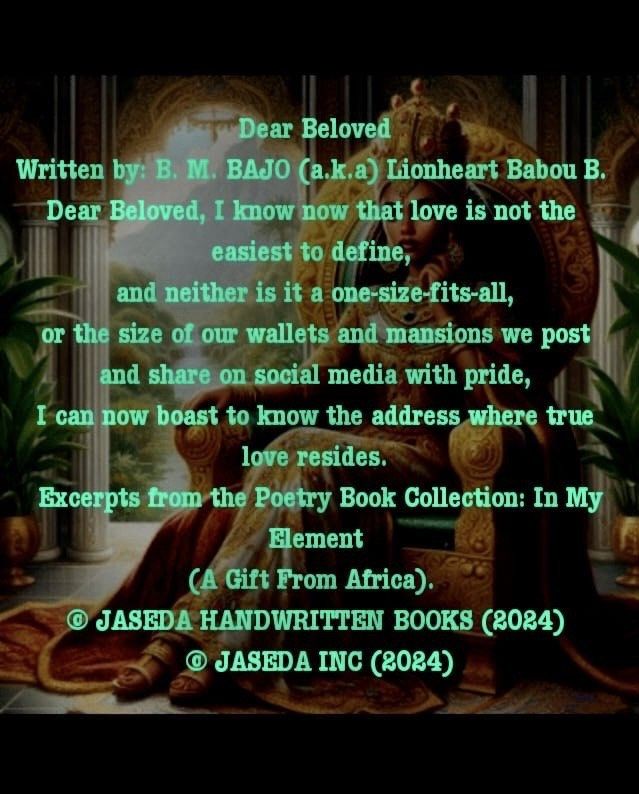 Dear Beloved
Written by: B. M. BAJO (a.k.a) Lionheart Babou B.
Dear Beloved, I know now that love is not the
easiest to define,
and neither is it a one-size-fits-all,
or the size of our wallets and mansions we post
and share on social media with pride,
I can now boast to know the address where true
love resides.
Excerpts from the Poetry Book Collection: In My
Element
(A Gift From Africa).
© JASEDA HANDWRITTEN BOOKS (2024)
© JASEDA INC (2024)